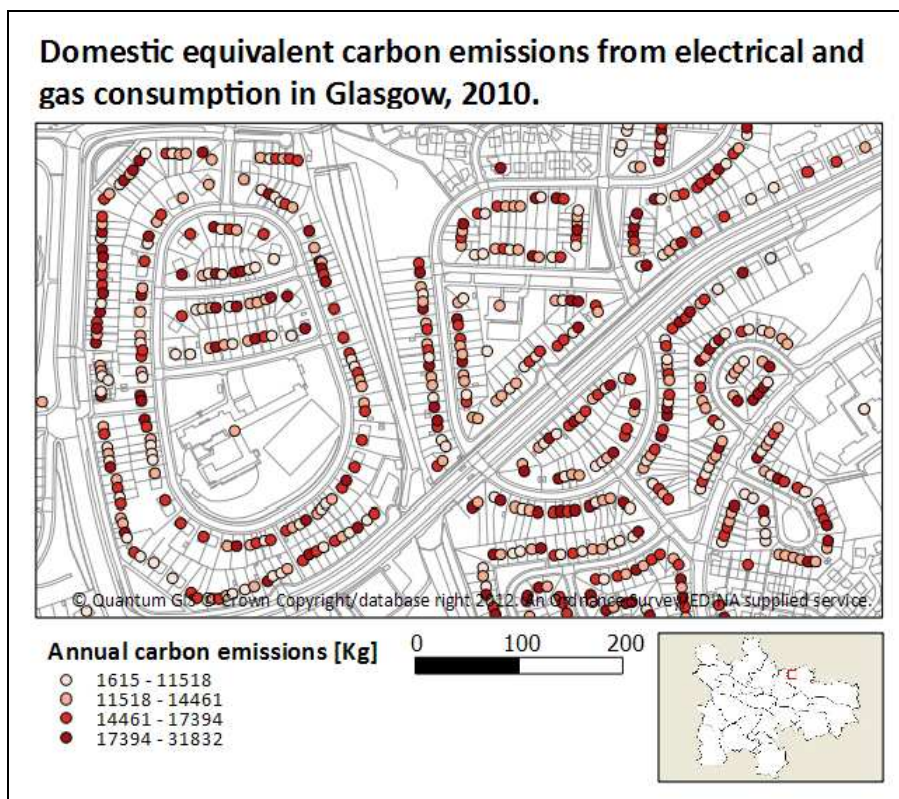 Domestic equivalent carbon emissions from electrical and
gas consumption in Glasgow, 2010.
© Quantum GIS © Crown Copyright/database right 2012. An Ordnance Survey/EDINA supplied service.
Annual carbon emissions [Kg]
1615 - 11518
11518 - 14461
14461 - 17394
17394 - 31832
0 100 200